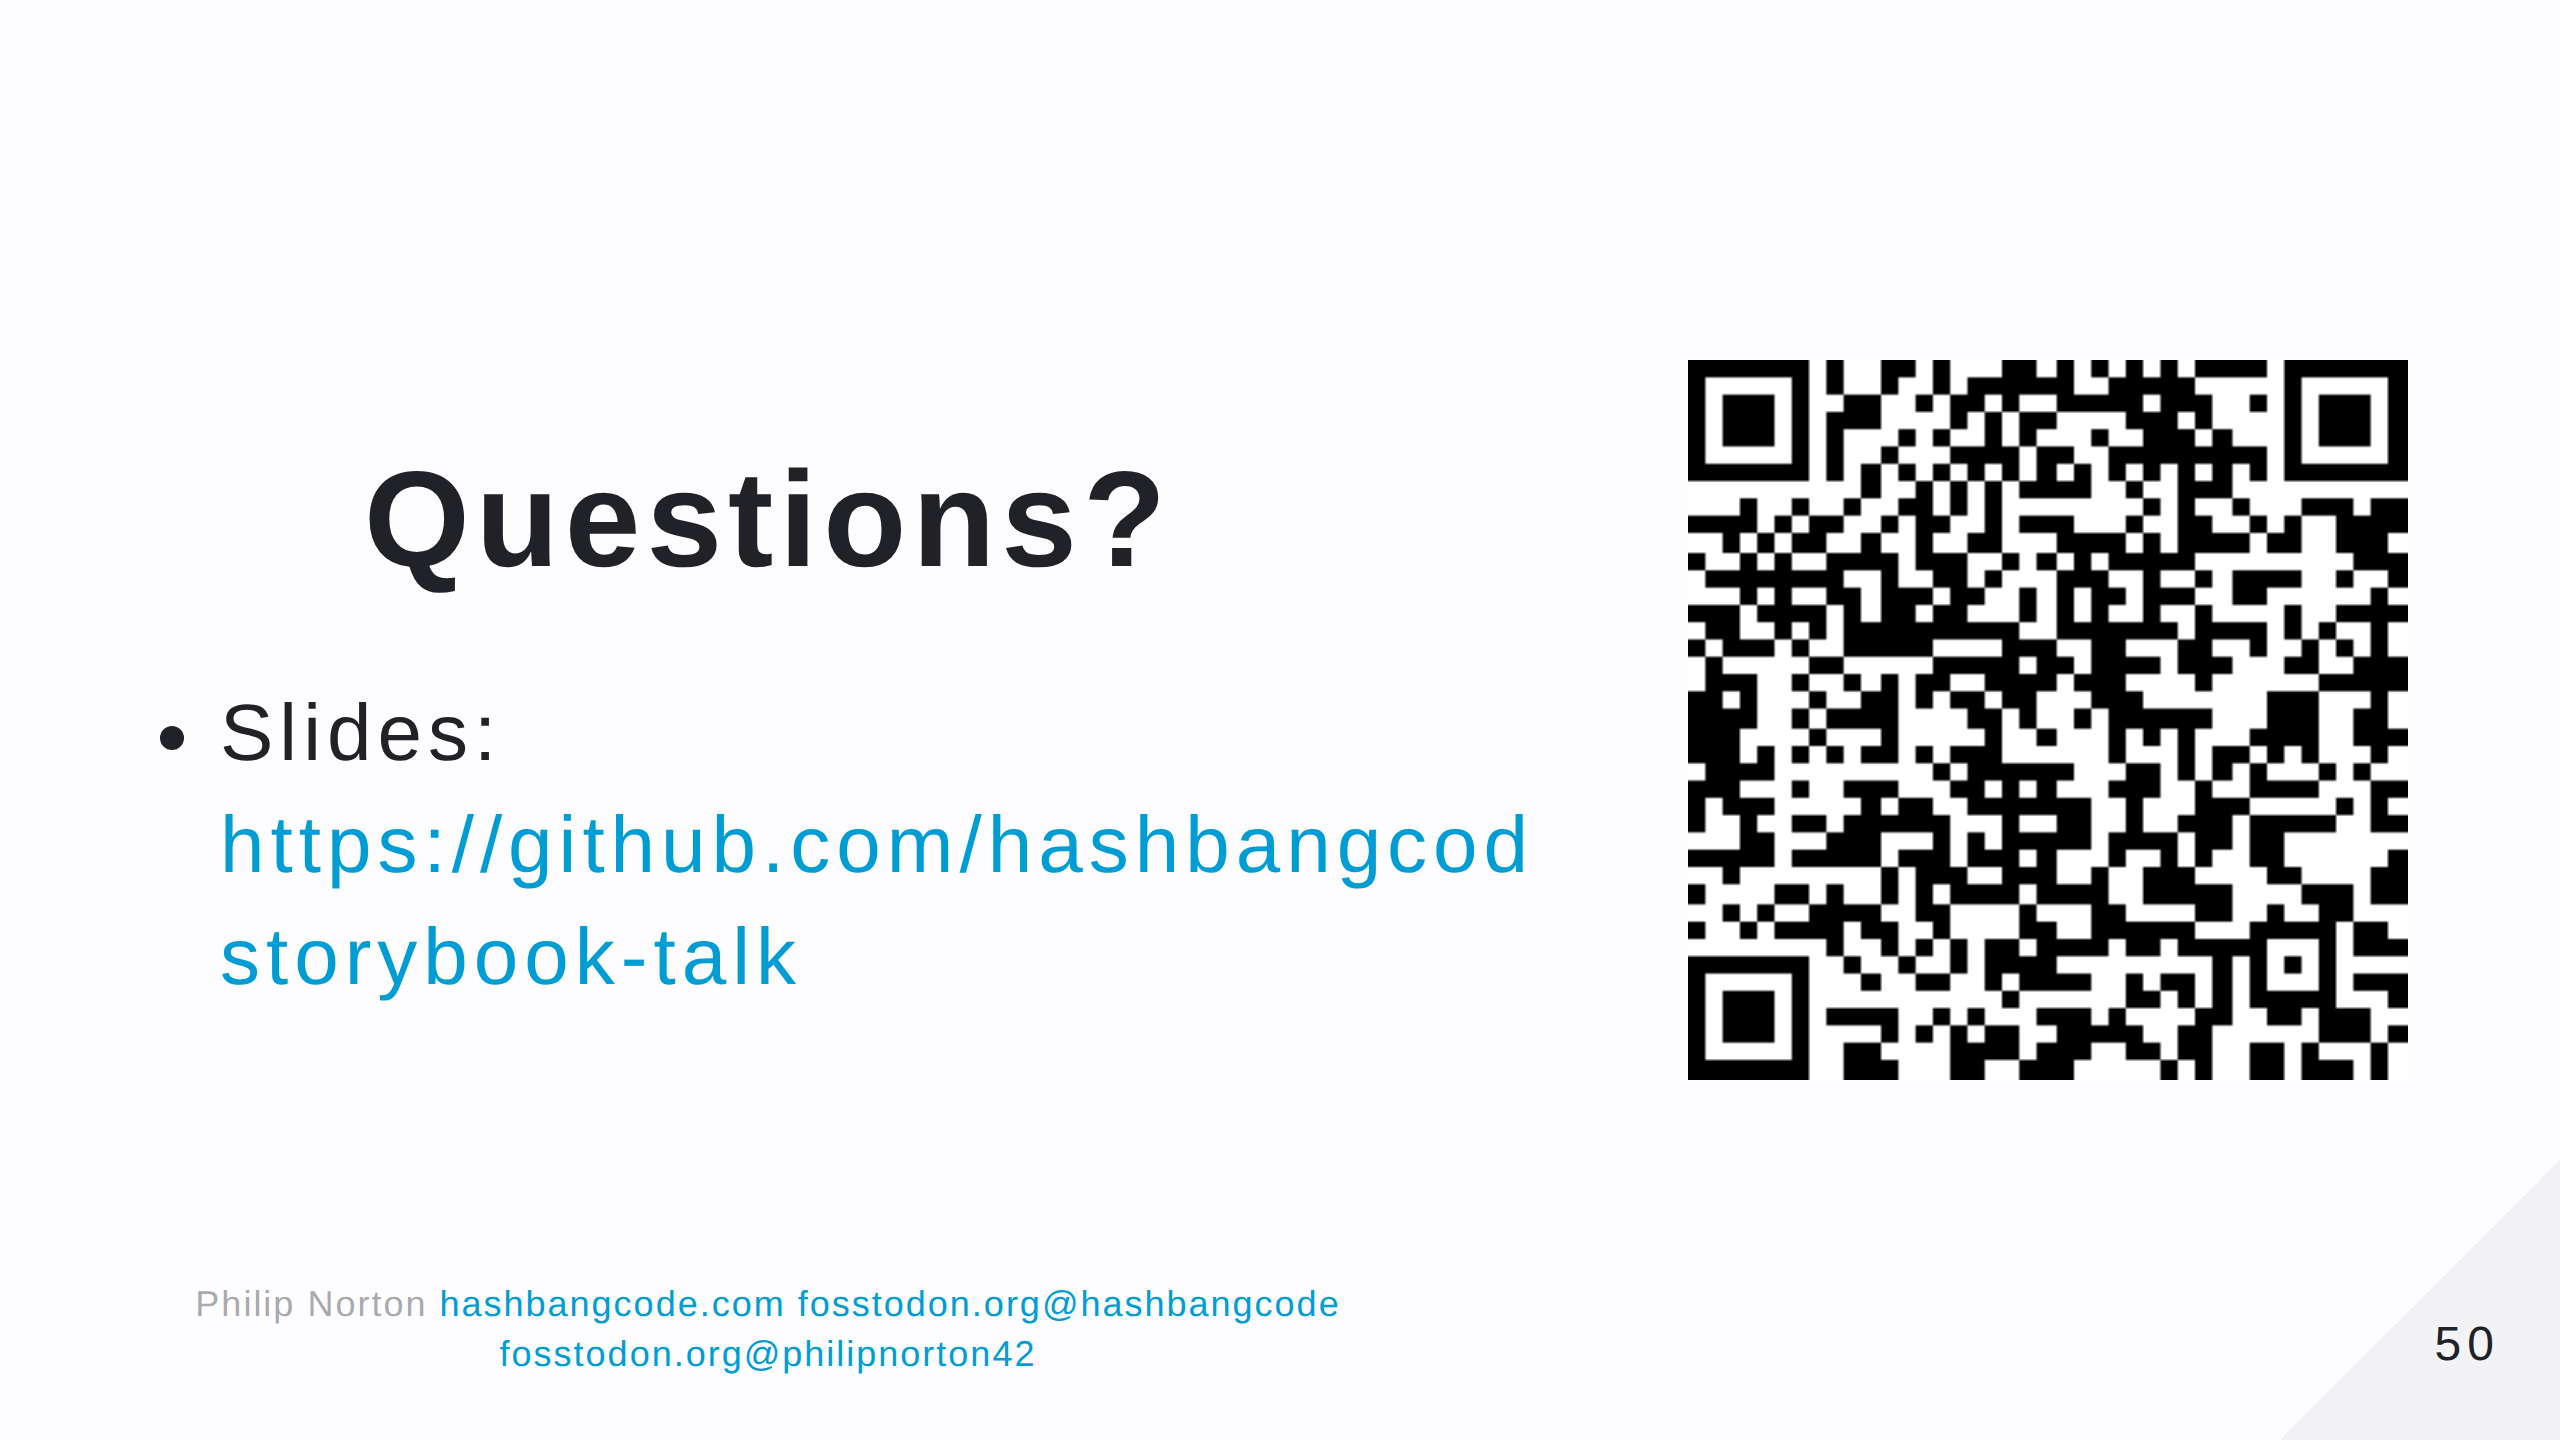 Questions?
• Slides:
https://github.com/hashbangcod
storybook-talk
Philip Norton hashbangcode.com fosstodon.org@hashbangcode
fosstodon.org@philipnorton42
50